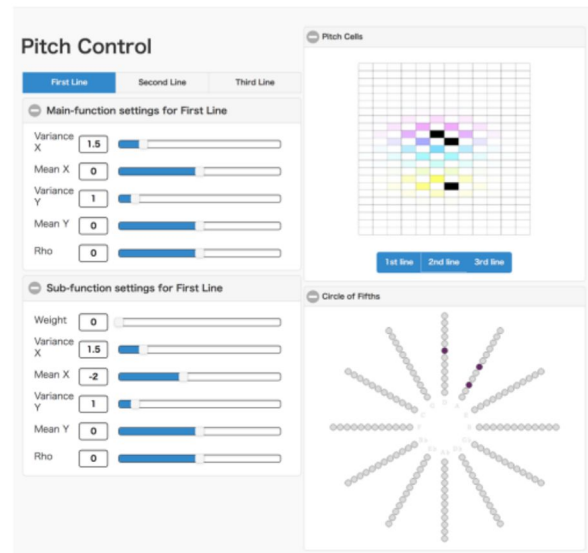 Pitch Control
First Line
Second Line
Third Line
Main-function settings for First Line
Variance X
1.5
Mean X
0
Variance Y
1
Mean Y
0
Rho
0
Sub-function settings for First Line
Weight
0
Variance X
1.5
Mean X
-2
Variance Y
1
Mean Y
0
Rho
0
Pitch Cells
1st line
2nd line
3rd line
Circle of Fifths